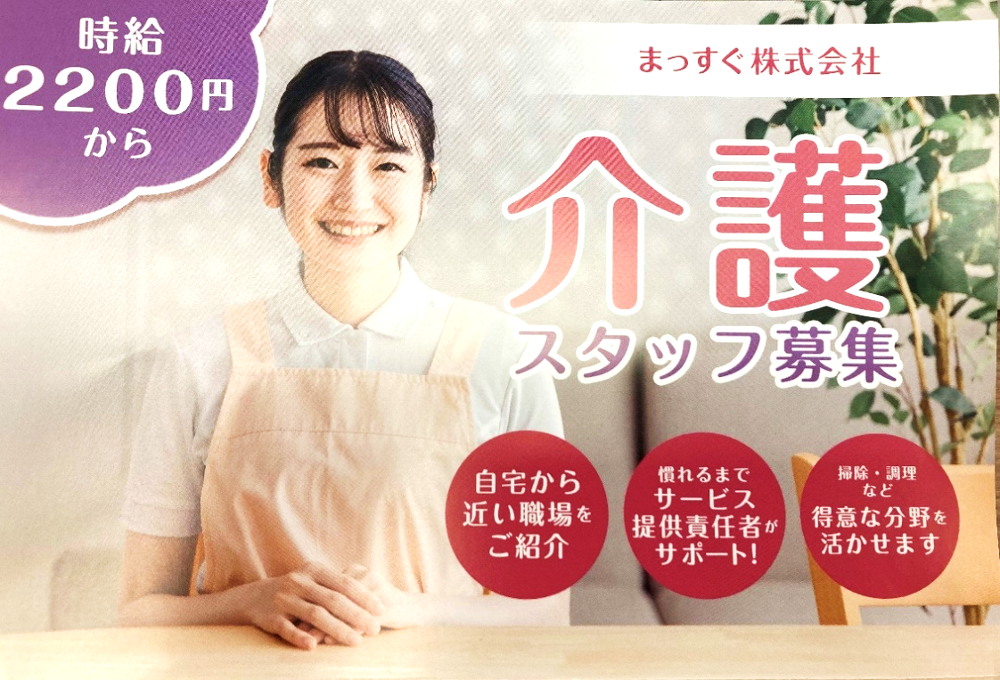 時給
2200円
から
まっすぐ株式会社
介護
スタッフ募集
自宅から
近い職場を
ご紹介
慣れるまで
サービス
提供責任者が
サポート!
掃除・調理
など
得意な分野を
活かせます